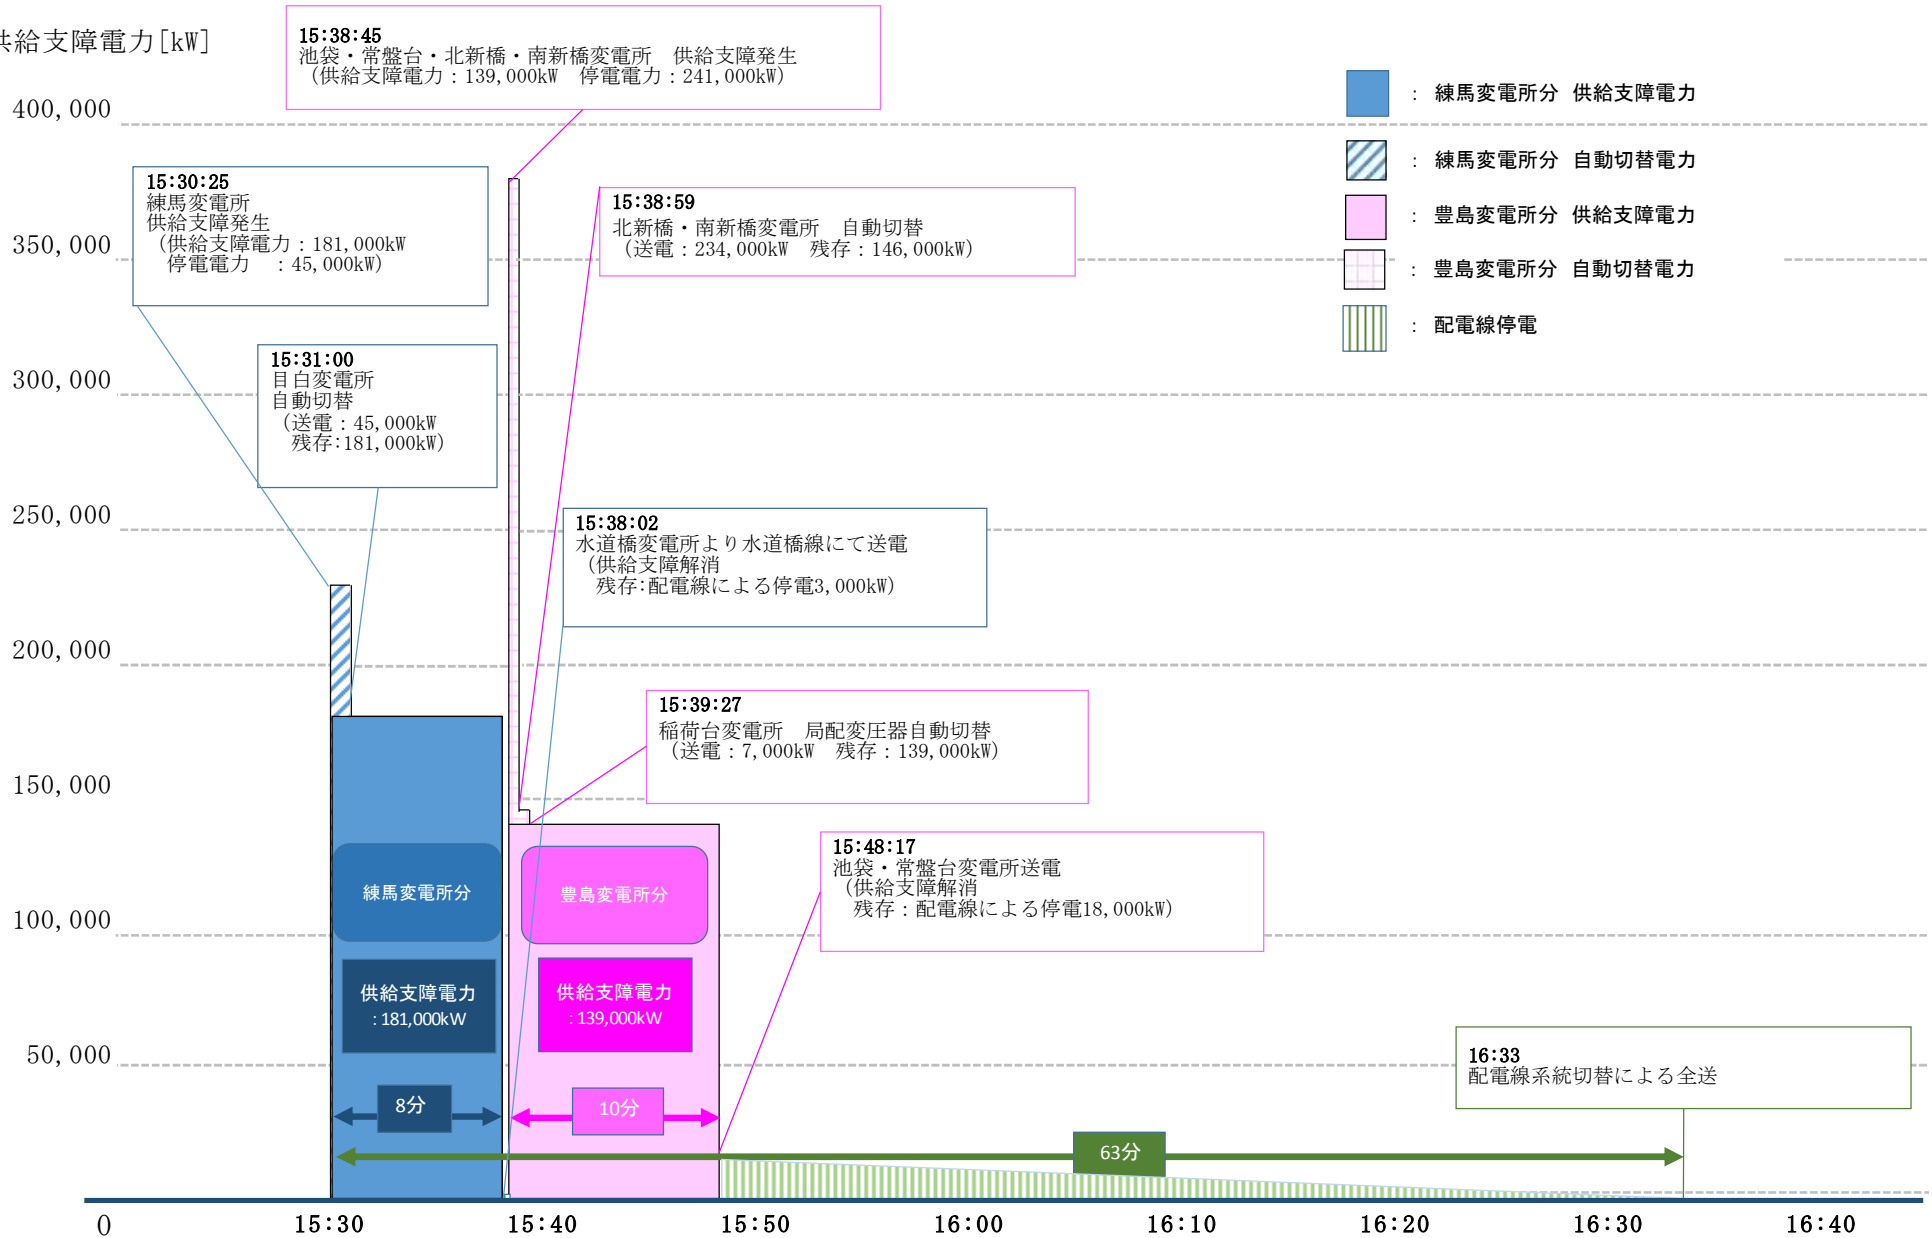 供給支障電力[kW]
15:38:45
池袋・常盤台・北新橋・南新橋変電所　供給支障発生
（供給支障電力：139,000kW　停電電力：241,000kW）
： 練馬変電所分 供給支障電力
： 練馬変電所分 自動切替電力
： 豊島変電所分 供給支障電力
： 豊島変電所分 自動切替電力
： 配電線停電
400,000
350,000
300,000
250,000
200,000
150,000
100,000
50,000
0
15:30:25
練馬変電所
供給支障発生
（供給支障電力：181,000kW
停電電力　：45,000kW）
15:31:00
目白変電所
自動切替
（送電：45,000kW
残存:181,000kW）
15:38:59
北新橋・南新橋変電所　自動切替
（送電：234,000kW　残存：146,000kW）
15:38:02
水道橋変電所より水道橋線にて送電
（供給支障解消
残存:配電線による停電3,000kW）
15:39:27
稲荷台変電所　局配変圧器自動切替
（送電：7,000kW　残存：139,000kW）
15:48:17
池袋・常盤台変電所送電
（供給支障解消
残存：配電線による停電18,000kW）
16:33
配電線系統切替による全送
練馬変電所分
供給支障電力
：181,000kW
8分
豊島変電所分
供給支障電力
：139,000kW
10分
63分
15:30
15:40
15:50
16:00
16:10
16:20
16:30
16:40